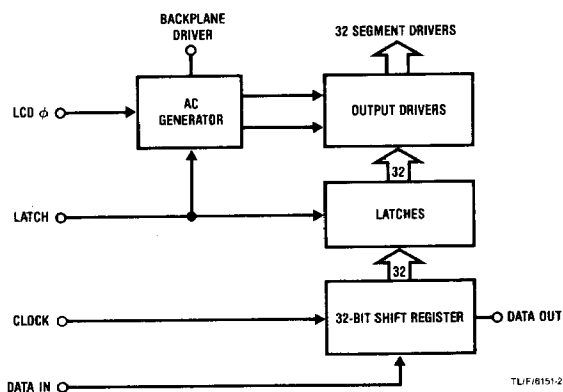 BACKPLANE
DRIVER
32 SEGMENT DRIVERS
LCD ϕ
AC
GENERATOR
OUTPUT DRIVERS
32
LATCH
LATCHES
32
CLOCK
32-BIT SHIFT REGISTER
DATA OUT
DATA IN
TL/F/6151-2